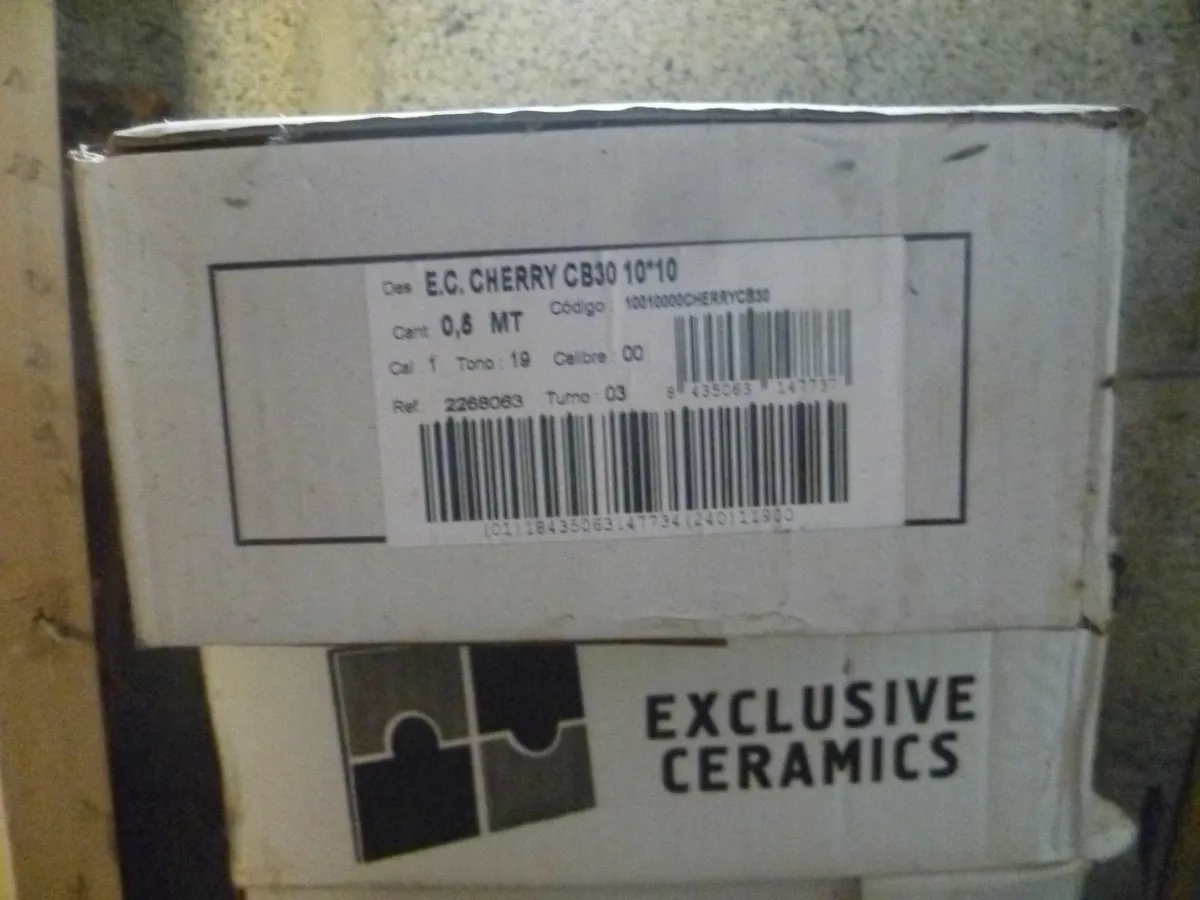 Des E.C. CHERRY CB30 10*10
Código : 10010000CHERRYCB30
Cant 0,5 MT
Cal 1 Tono : 19 Calibre : 00
Ref. 2268063 Turno : 03
8 435063 147737
(01)18435063147734(240)11900
EXCLUSIVE
CERAMICS